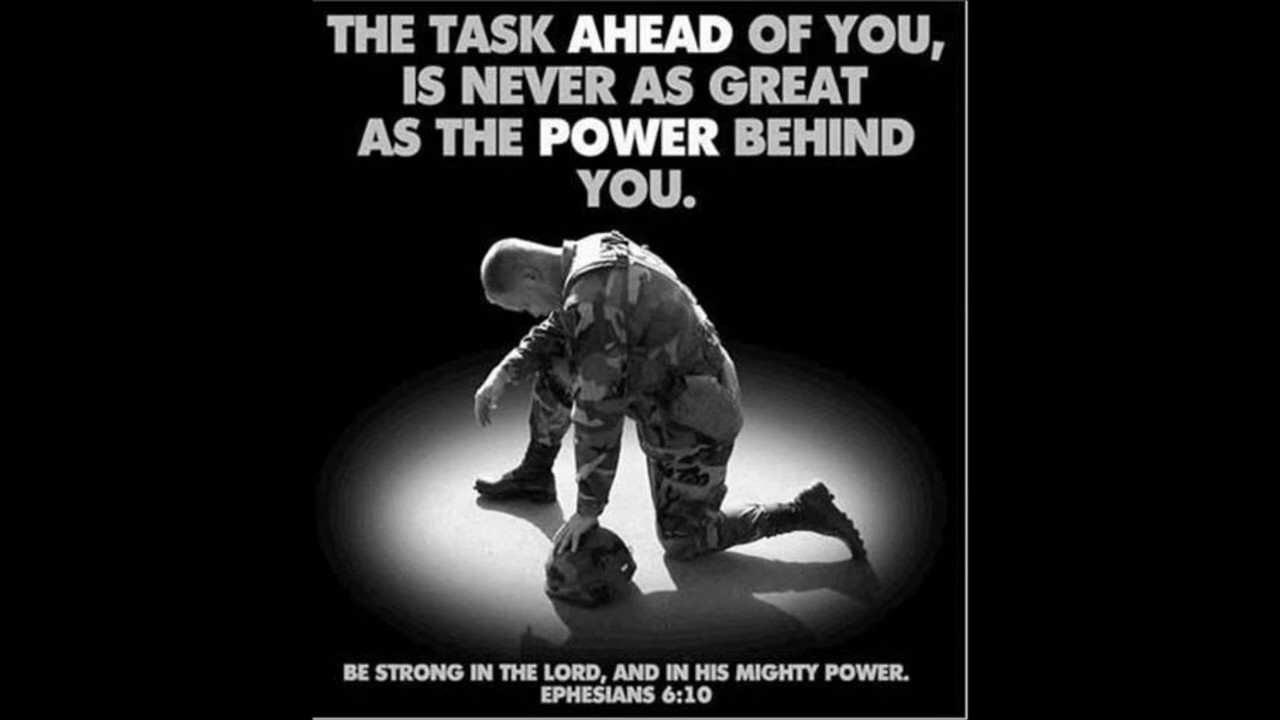 THE TASK AHEAD OF YOU,
IS NEVER AS GREAT
AS THE POWER BEHIND
YOU.
BE STRONG IN THE LORD, AND IN HIS MIGHTY POWER.
EPHESIANS 6:10